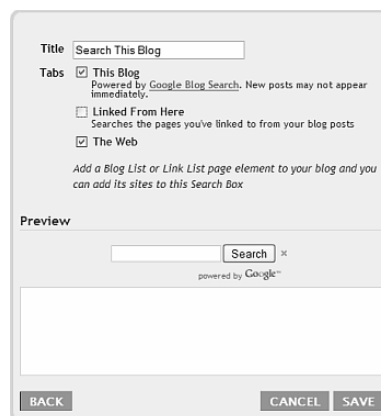 Title Search This Blog
Tabs This Blog
Powered by Google Blog Search. New posts may not appear
immediately.
Linked From Here
Searches the pages you've linked to from your blog posts
The Web
Add a Blog List or Link List page element to your blog and you
can add its sites to this Search Box
Preview
Search ×
powered by Google™
BACK CANCEL SAVE